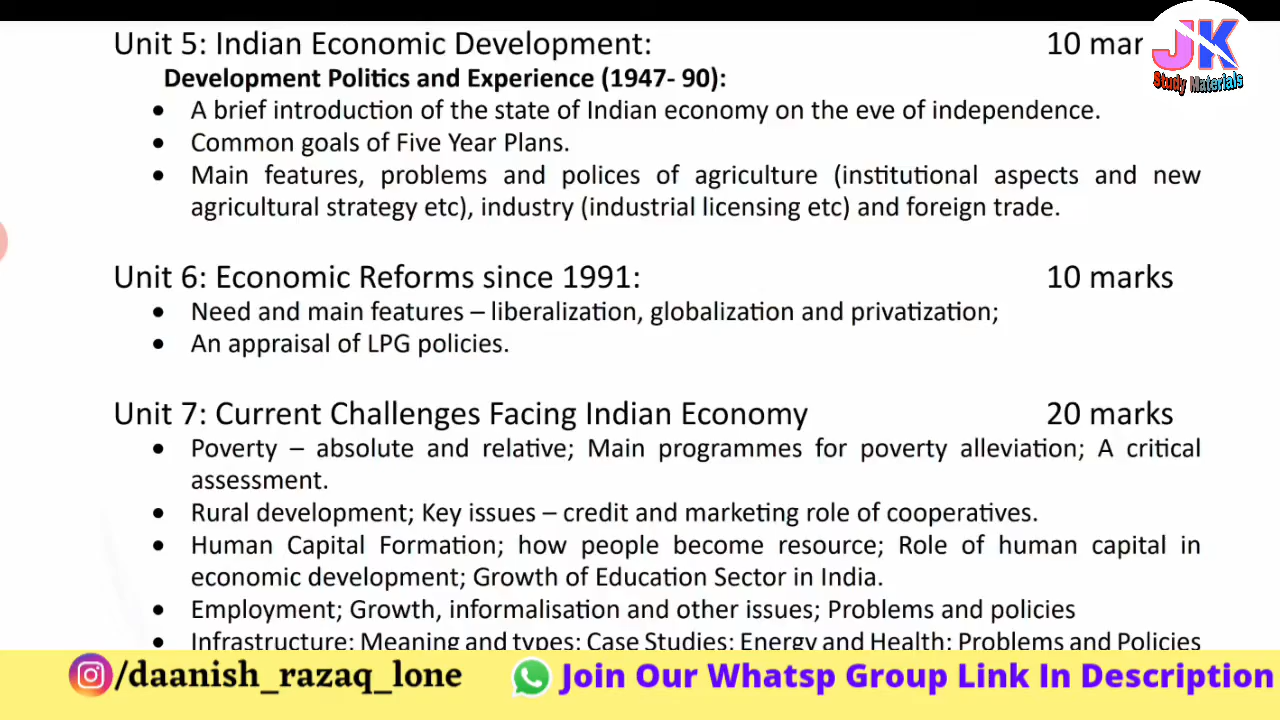 Unit 5: Indian Economic Development: 10 mar
JK
Study Materials
Development Politics and Experience (1947- 90):
• A brief introduction of the state of Indian economy on the eve of independence.
• Common goals of Five Year Plans.
• Main features, problems and polices of agriculture (institutional aspects and new
agricultural strategy etc), industry (industrial licensing etc) and foreign trade.
Unit 6: Economic Reforms since 1991: 10 marks
• Need and main features – liberalization, globalization and privatization;
• An appraisal of LPG policies.
Unit 7: Current Challenges Facing Indian Economy 20 marks
• Poverty – absolute and relative; Main programmes for poverty alleviation; A critical
assessment.
• Rural development; Key issues – credit and marketing role of cooperatives.
• Human Capital Formation; how people become resource; Role of human capital in
economic development; Growth of Education Sector in India.
• Employment; Growth, informalisation and other issues; Problems and policies
• Infrastructure: Meaning and types: Case Studies: Energy and Health: Problems and Policies
/daanish_razaq_lone Join Our Whatsp Group Link In Description